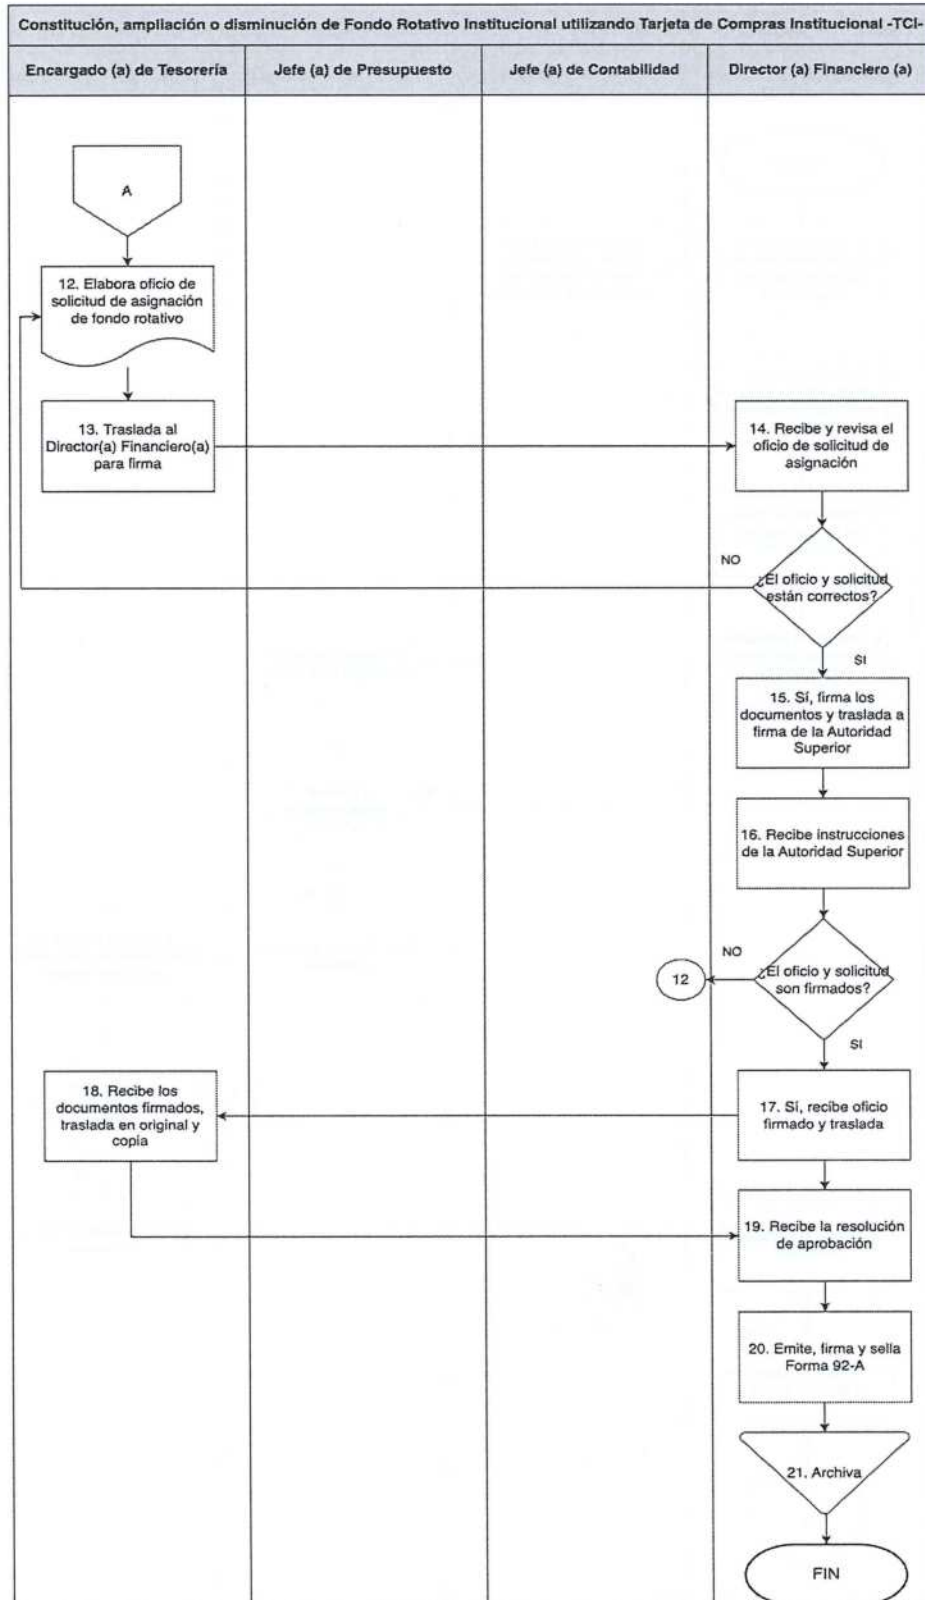 Constitución, ampliación o disminución de Fondo Rotativo Institucional utilizando Tarjeta de Compras Institucional -TCI-
Encargado (a) de Tesorería
Jefe (a) de Presupuesto
Jefe (a) de Contabilidad
Director (a) Financiero (a)
A
12. Elabora oficio de
solicitud de asignación
de fondo rotativo
13. Traslada al
Director(a) Financiero(a)
para firma
14. Recibe y revisa el
oficio de solicitud de
asignación
NO
¿El oficio y solicitud
están correctos?
SI
15. Sí, firma los
documentos y traslada a
firma de la Autoridad
Superior
16. Recibe instrucciones
de la Autoridad Superior
NO
12
¿El oficio y solicitud
son firmados?
SI
18. Recibe los
documentos firmados,
traslada en original y
copia
17. Sí, recibe oficio
firmado y traslada
19. Recibe la resolución
de aprobación
20. Emite, firma y sella
Forma 92-A
21. Archiva
FIN